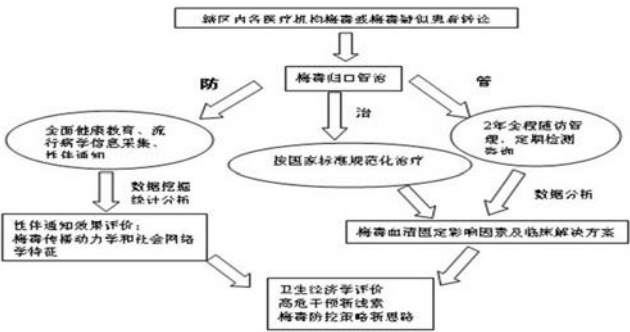 辖区内各医疗机构梅毒或梅毒疑似患者转诊
梅毒归口管治
防
治
管
全面健康教育、流
行病学信息采集、
性伴通知
按国家标准规范化治疗
2年全程随访管
理、定期检测
咨询
数据挖掘
统计分析
数据分析
性伴通知效果评价;
梅毒传播动力学和社会网络
学特征
梅毒血清固定影响因素及临床解决方案
卫生经济学评价
高危干预新线索
梅毒防控策略新思路